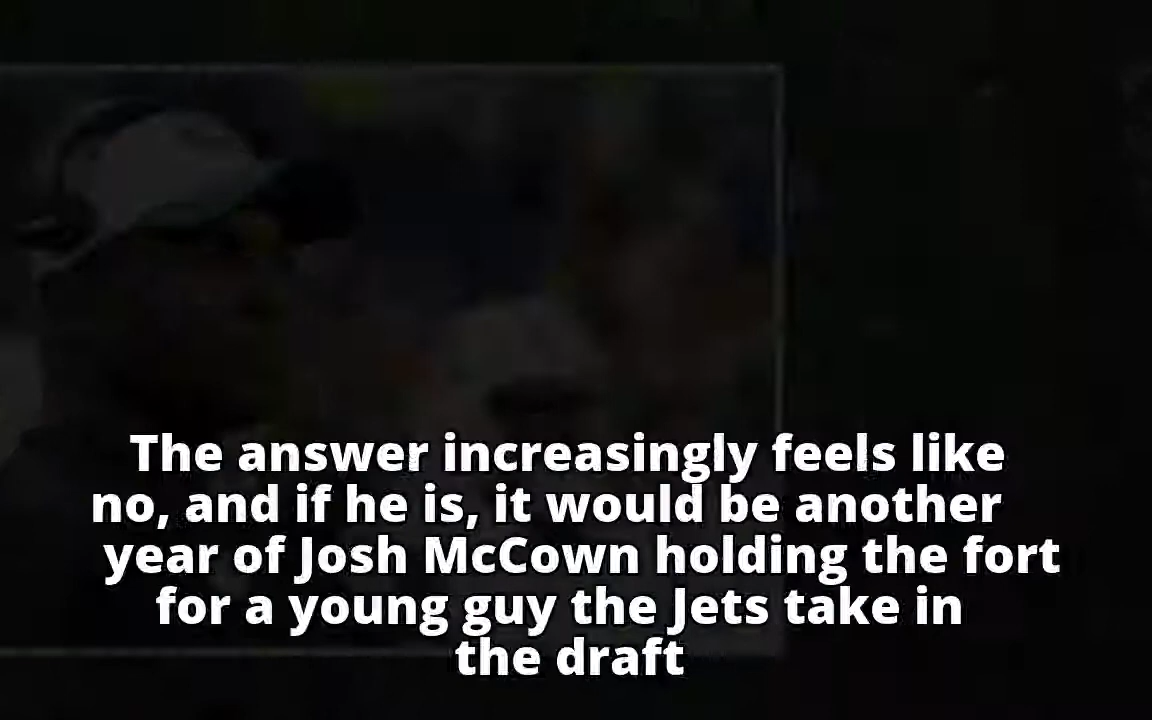 The answer increasingly feels like
no, and if he is, it would be another
year of Josh McCown holding the fort
for a young guy the Jets take in
the draft